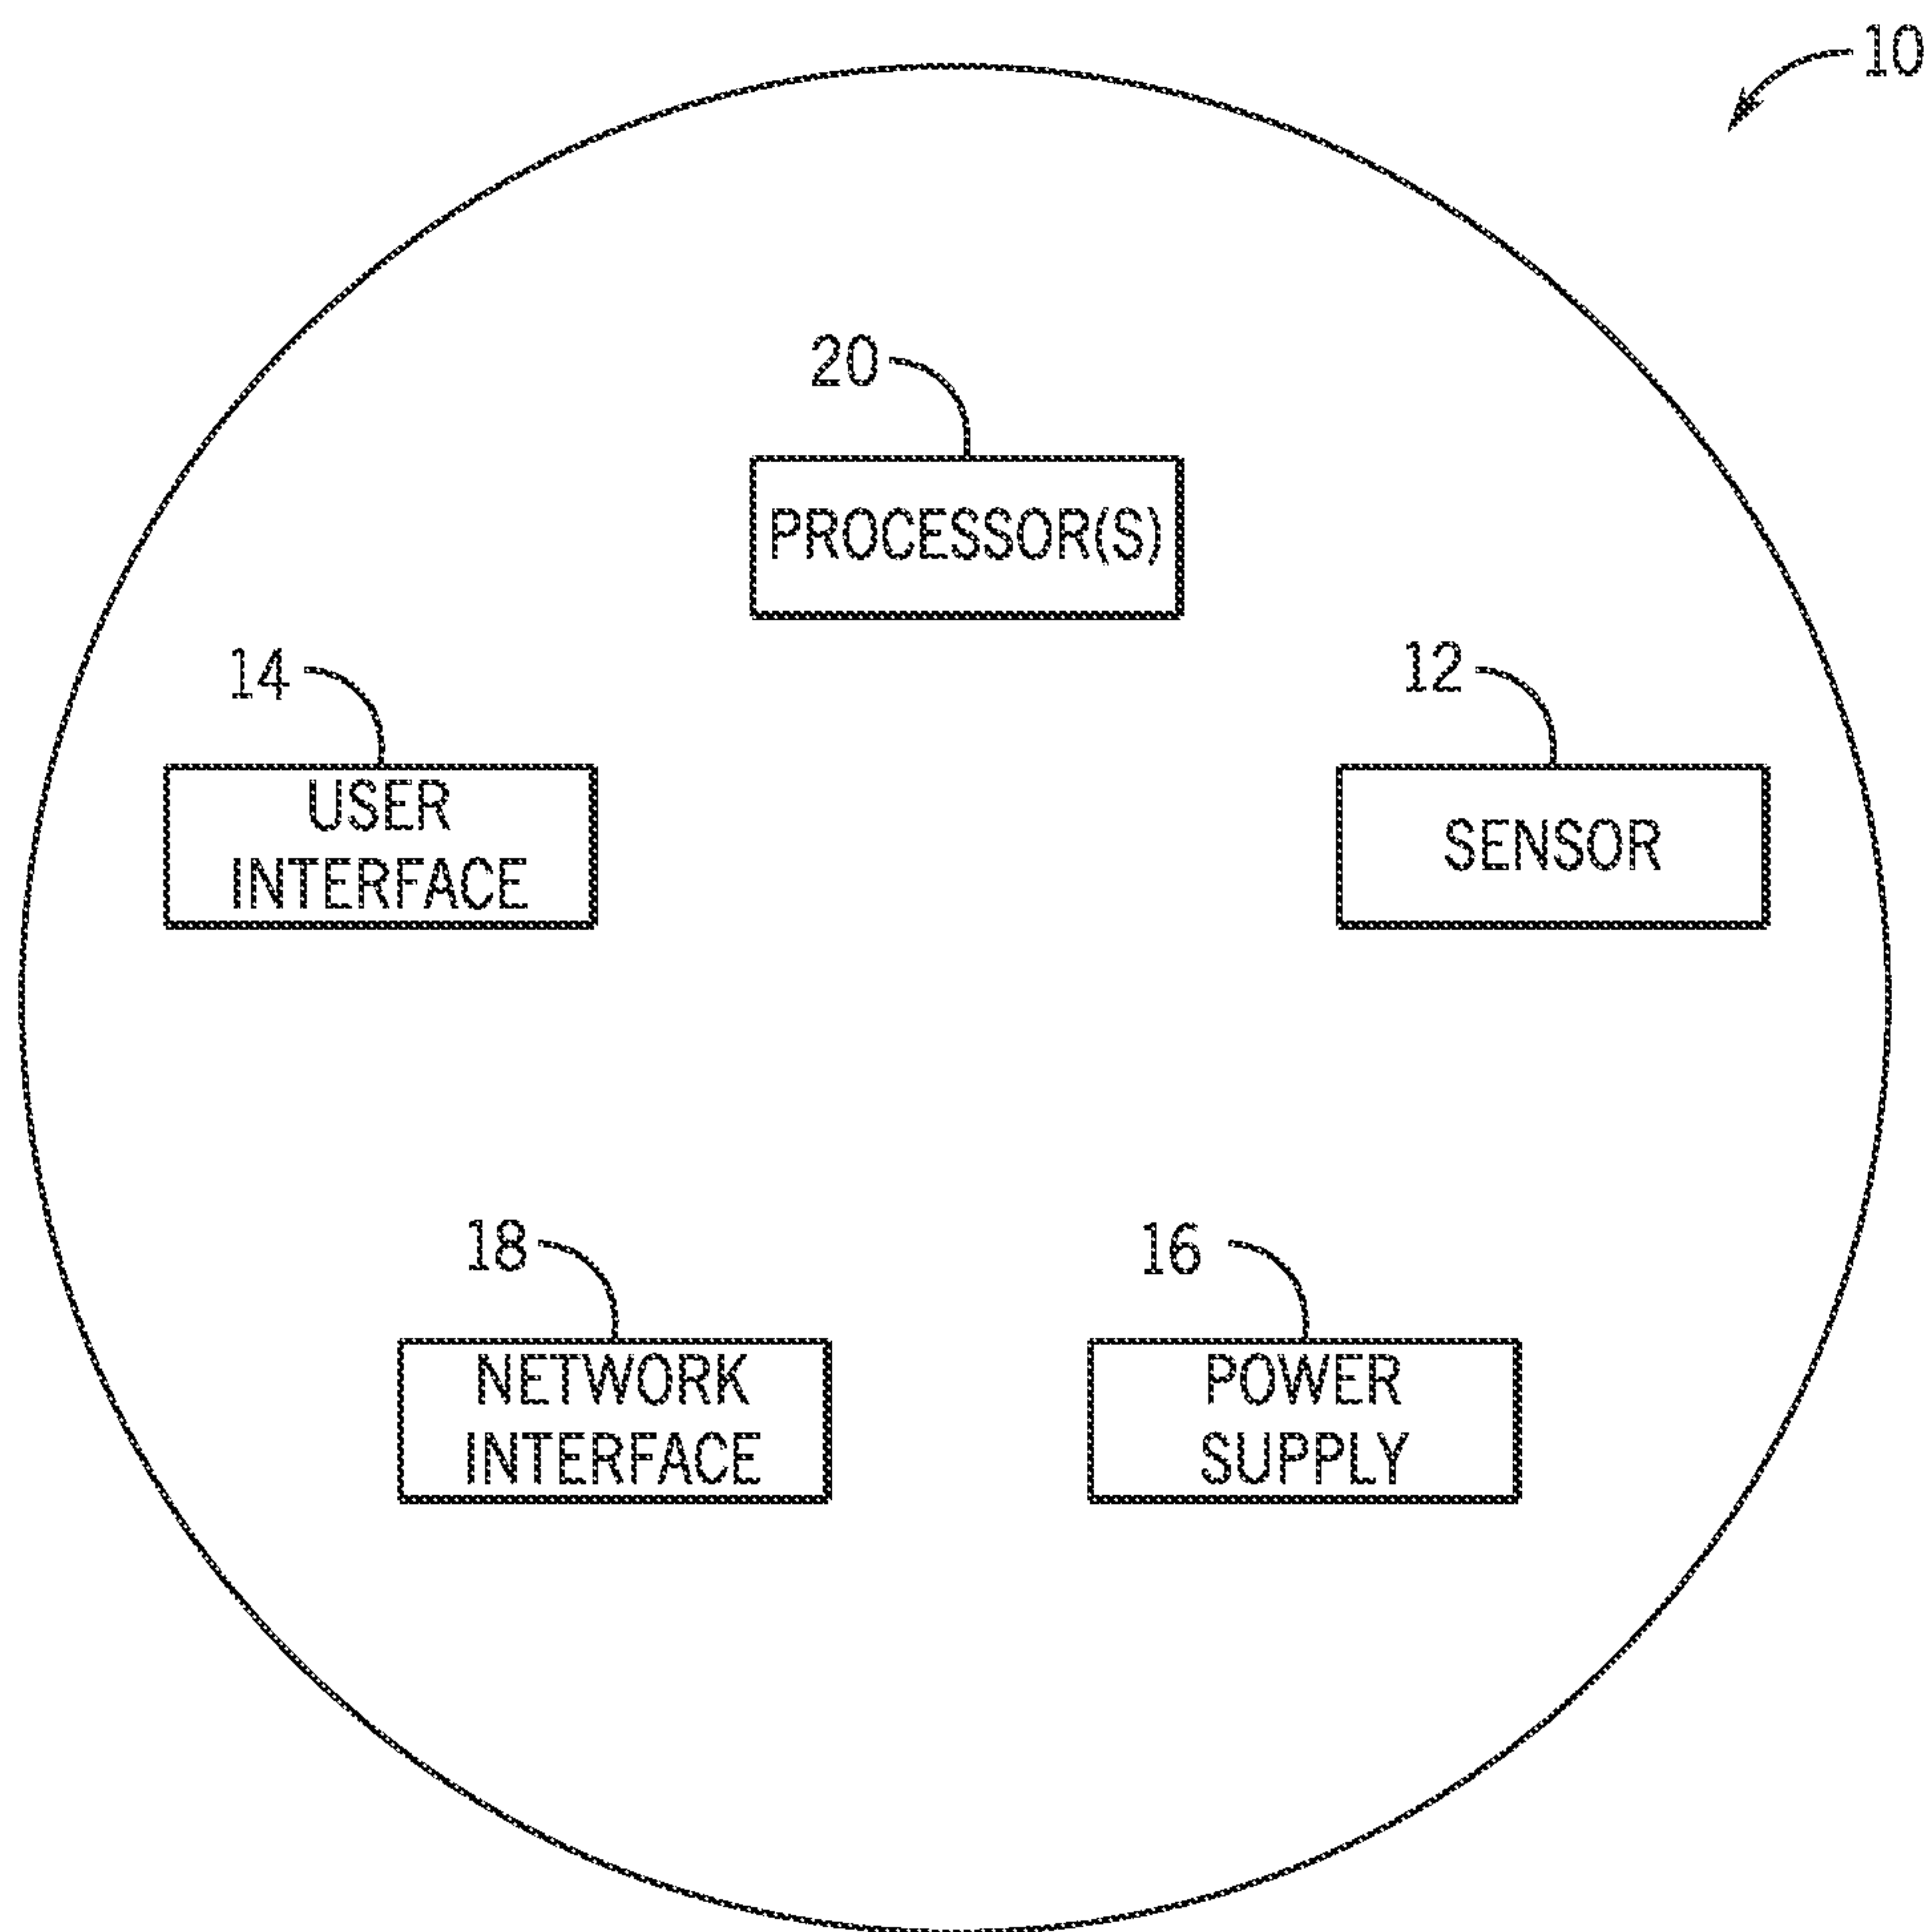 10
20
PROCESSOR(S)
14
12
USER
INTERFACE
SENSOR
18
16
NETWORK
INTERFACE
POWER
SUPPLY